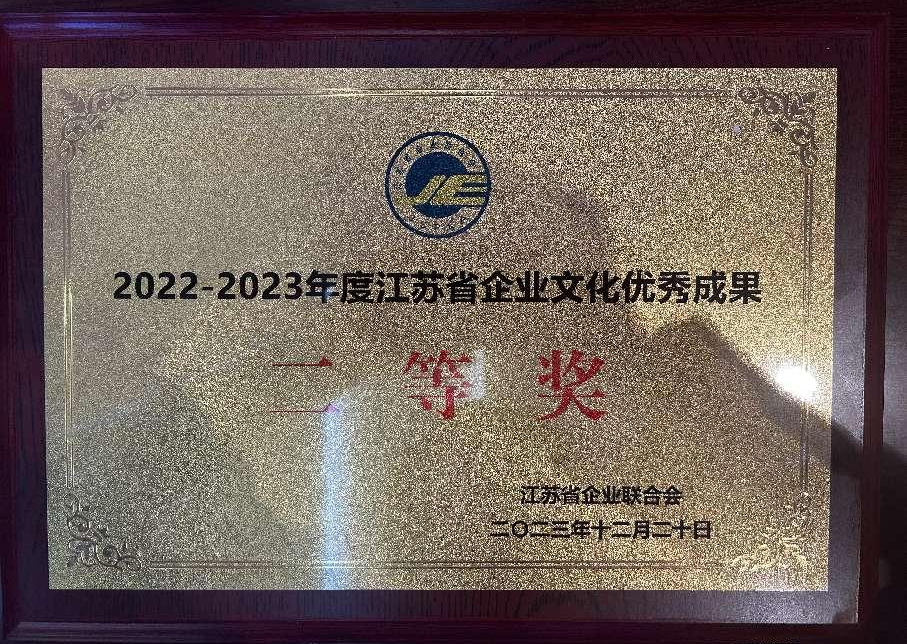 2022-2023年度江苏省企业文化优秀成果
二等奖
江苏省企业联合会
二〇二三年十二月二十日